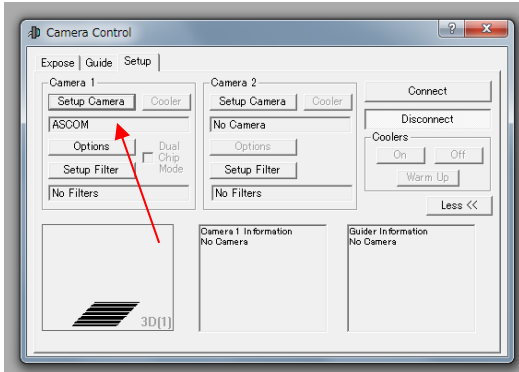 Camera Control
Expose Guide Setup
Camera 1
Setup Camera Cooler
ASCOM
Options
Dual
Chip
Mode
Setup Filter
No Filters
Camera 2
Setup Camera Cooler
No Camera
Options
Setup Filter
No Filters
Connect
Disconnect
Coolers
On Off
Warm Up
Less <<
3D(1)
Camera 1 Information
No Camera
Guider Information
No Camera